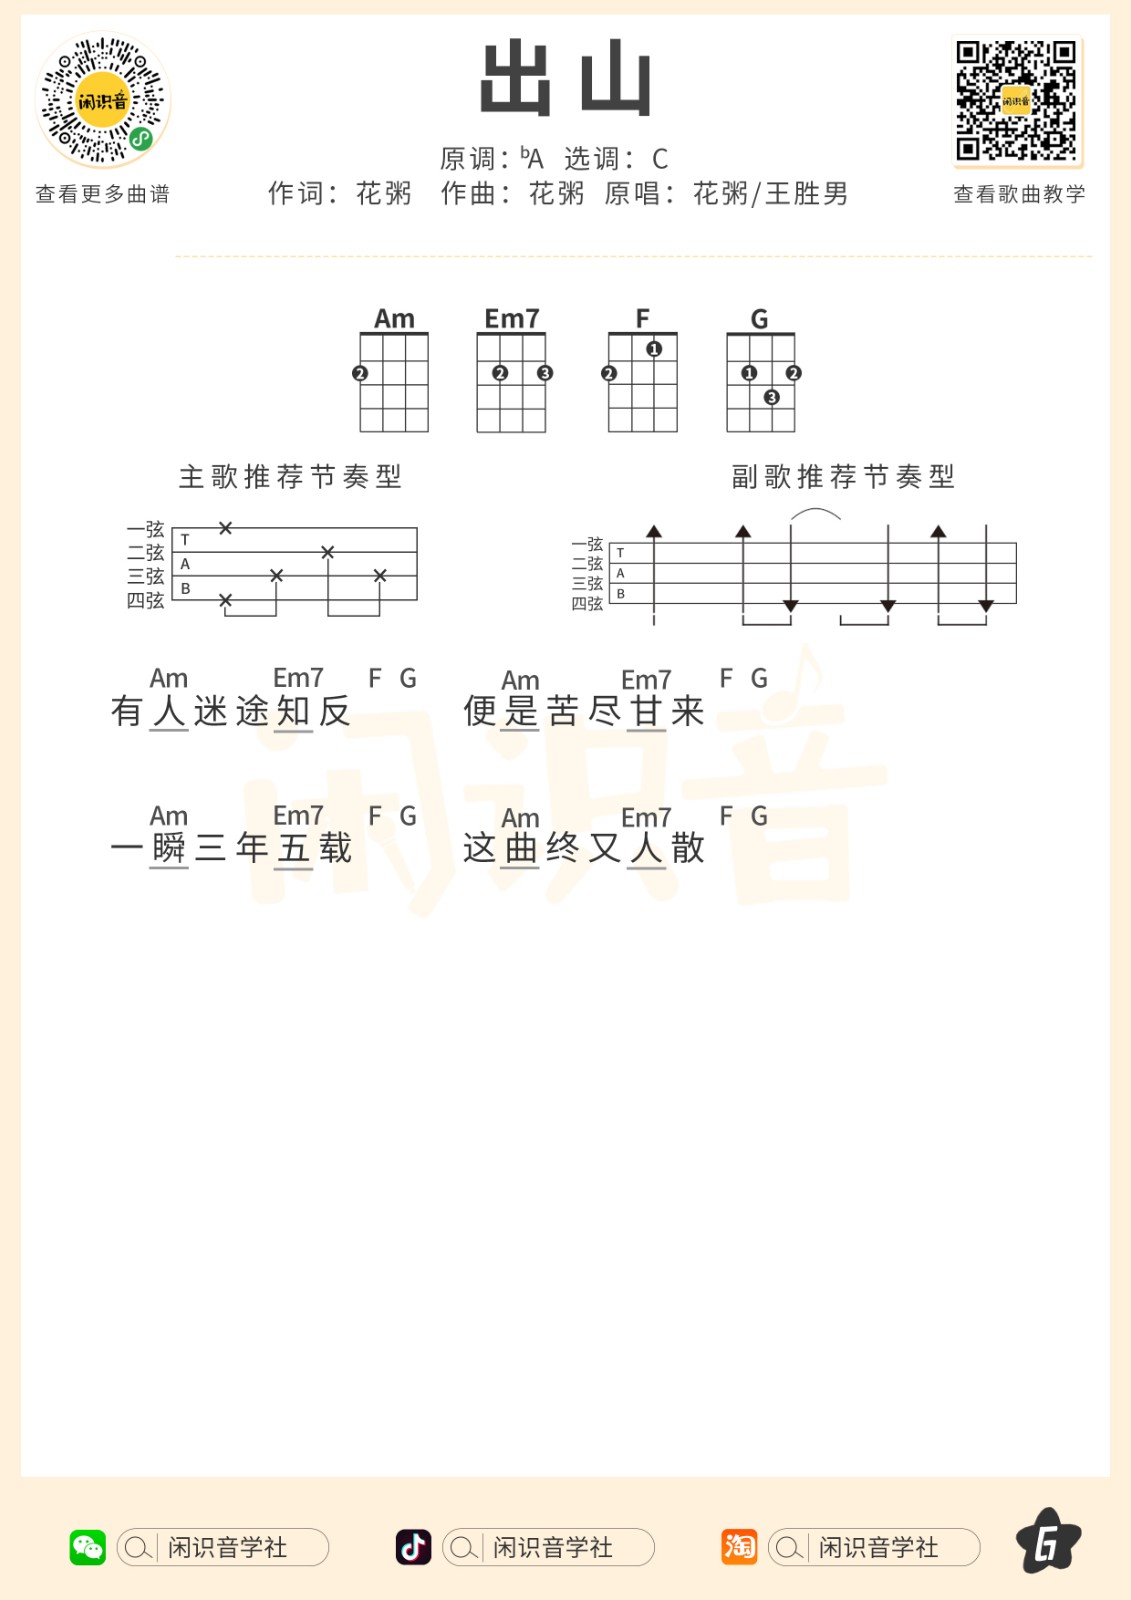 出山
闲识音
闲识音
原调：ᵇA 选调：C
查看更多曲谱
作词：花粥 作曲：花粥 原唱：花粥/王胜男
查看歌曲教学
Am Em7 F G
2 2 3 1 2 1 2 3
主歌推荐节奏型
副歌推荐节奏型
一弦
二弦
三弦
四弦
T
A
B
一弦
二弦
三弦
四弦
T
A
B
Am Em7 F G Am Em7 F G
有人迷途知反 便是苦尽甘来
Am Em7 F G Am Em7 F G
一瞬三年五载 这曲终又人散
闲识音
闲识音学社
闲识音学社
淘 闲识音学社
G